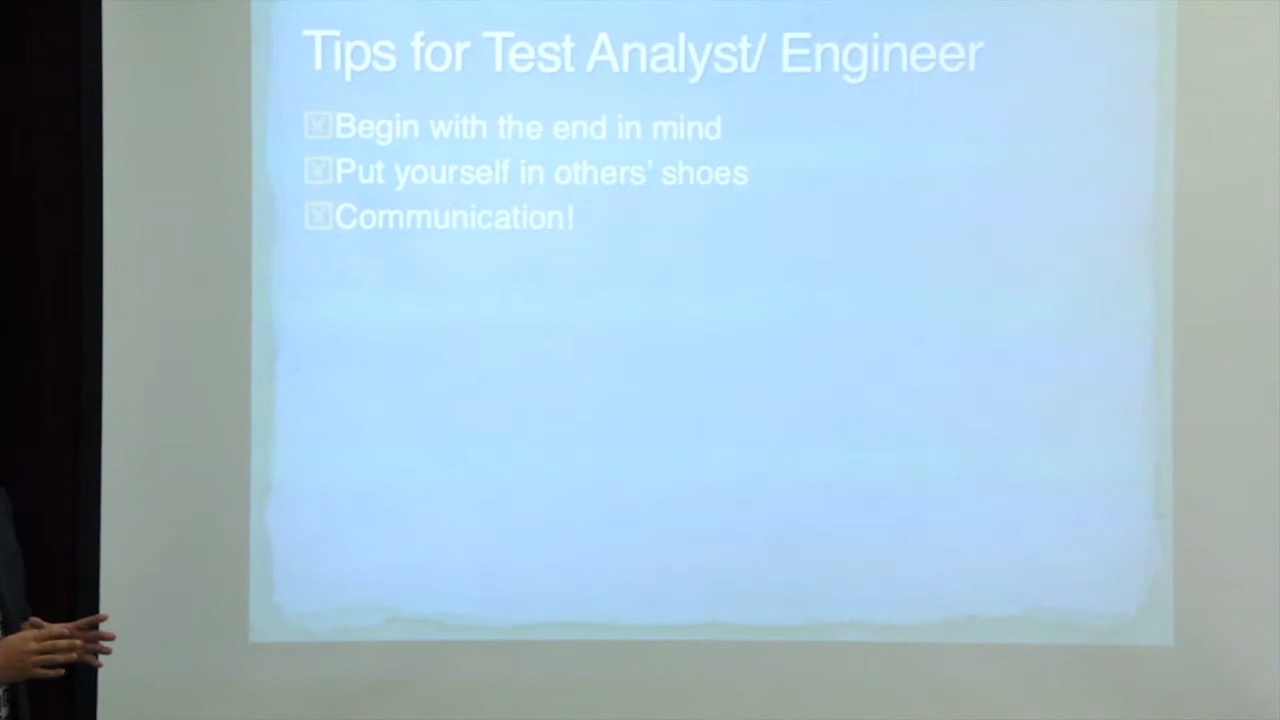 Tips for Test Analyst/ Engineer
Begin with the end in mind
Put yourself in others’ shoes
Communication!